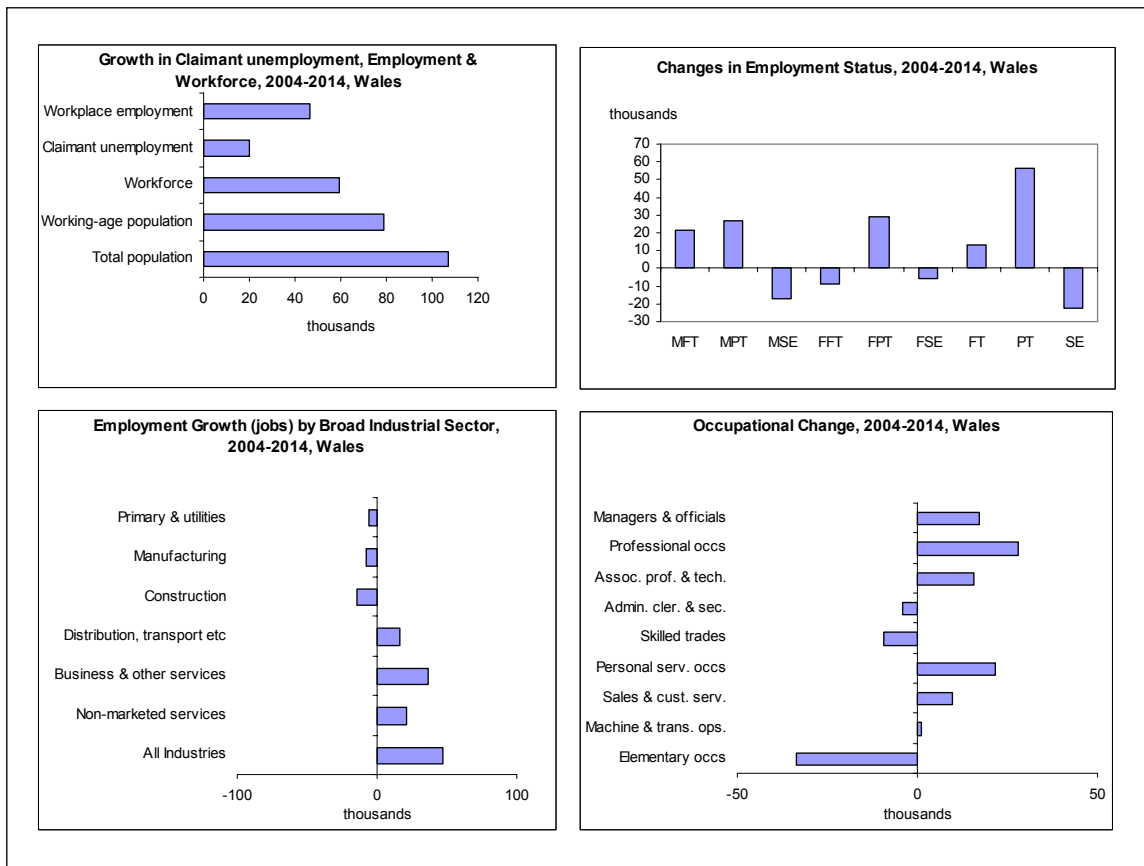 Growth in Claimant unemployment, Employment &
Workforce, 2004-2014, Wales
Workplace employment
Claimant unemployment
Workforce
Working-age population
Total population
0 20 40 60 80 100 120
thousands
Changes in Employment Status, 2004-2014, Wales
thousands
70
60
50
40
30
20
10
0
-10
-20
-30
MFT MPT MSE FFT FPT FSE FT PT SE
Employment Growth (jobs) by Broad Industrial Sector,
2004-2014, Wales
Primary & utilities
Manufacturing
Construction
Distribution, transport etc
Business & other services
Non-marketed services
All Industries
-100 0 100
thousands
Occupational Change, 2004-2014, Wales
Managers & officials
Professional occs
Assoc. prof. & tech.
Admin. cler. & sec.
Skilled trades
Personal serv. occs
Sales & cust. serv.
Machine & trans. ops.
Elementary occs
-50 0 50
thousands